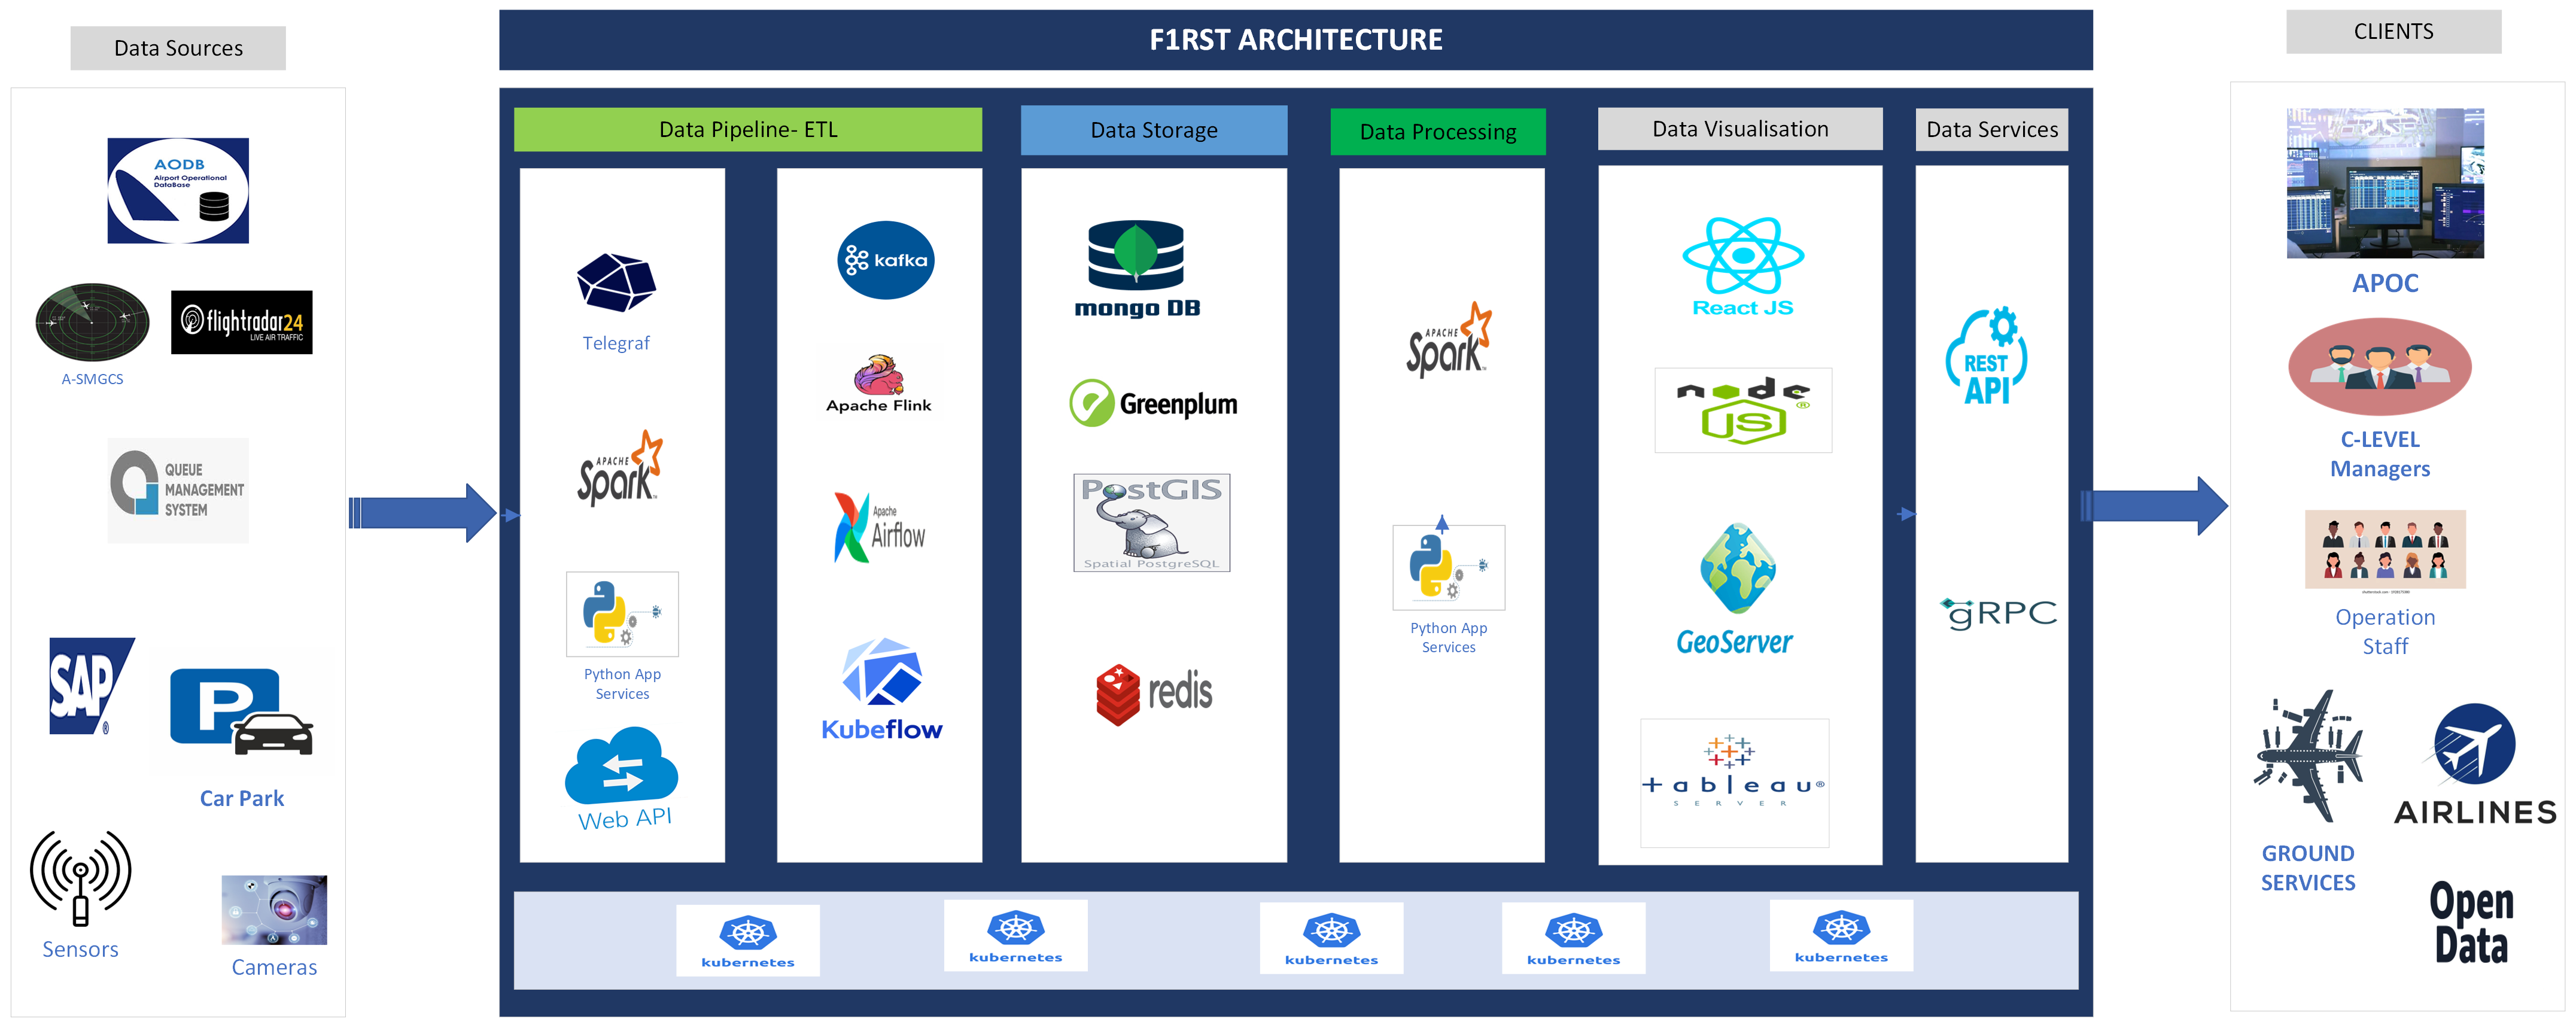 Data Sources
F1RST ARCHITECTURE
CLIENTS
AODB
Airport Operational
DataBase
flightradar24
LIVE AIR TRAFFIC
A-SMGCS
QUEUE
MANAGEMENT
SYSTEM
SAP
®
P
Car Park
Sensors
Cameras
Data Pipeline- ETL
Data Storage
Data Processing
Data Visualisation
Data Services
Telegraf
APACHE
Spark
Python App
Services
Web API
kafka
Apache Flink
Apache
Airflow
Kubeflow
mongo DB
Greenplum
PostGIS
Spatial PostgreSQL
redis
APACHE
Spark
Python App
Services
React JS
node
JS
®
GeoServer
tableau®
SERVER
REST
API
gRPC
kubernetes
kubernetes
kubernetes
kubernetes
kubernetes
APOC
C-LEVEL
Managers
Operation
Staff
GROUND
SERVICES
AIRLINES
Open
Data